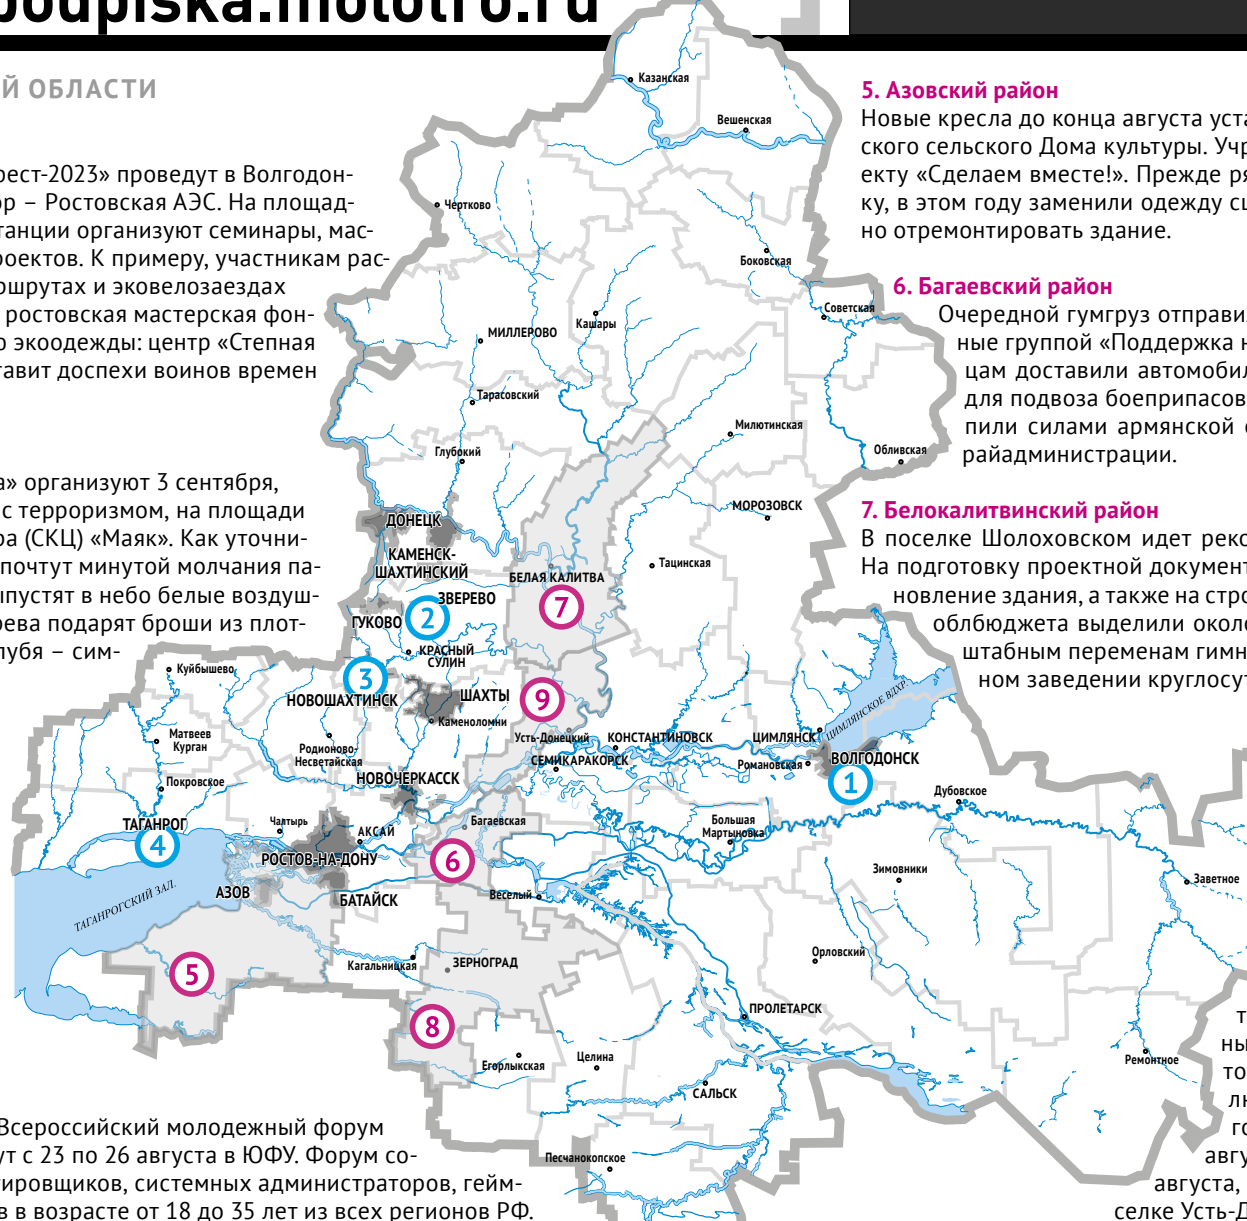 podpiska.molotro.ru
Й ОБЛАСТИ
фест-2023» проведут в Волгодон-
ор – Ростовская АЭС. На площад-
танции организуют семинары, мас-
роектов. К примеру, участникам рас-
ршрутах и эковелозаездах
ростовская мастерская фон-
о экоодежды: центр «Степная
тавит доспехи воинов времен
а» организуют 3 сентября,
с терроризмом, на площади
ра (СКЦ) «Маяк». Как уточни-
почтут минутой молчания па-
ыпустят в небо белые воздуш-
рева подарят броши из плот-
лубя – сим-
Всероссийский молодежный форум
ут с 23 по 26 августа в ЮФУ. Форум со-
тировщиков, системных администраторов, гейм-
в в возрасте от 18 до 35 лет из всех регионов РФ.
5. Азовский район
Новые кресла до конца августа уста
ского сельского Дома культуры. Учр
екту «Сделаем вместе!». Прежде ря
ку, в этом году заменили одежду сц
но отремонтировать здание.
6. Багаевский район
Очередной гумгруз отправил
ные группой «Поддержка н
цам доставили автомобил
для подвоза боеприпасов
пили силами армянской
райадминистрации.
7. Белокалитвинский район
В поселке Шолоховском идет реко
На подготовку проектной документ
новление здания, а также на стро
облбюджета выделили около
штабным переменам гимн
ном заведении круглосут
т
ны
то
лю
го
авгу
августа,
селке Усть-Д
Казанская
Вешенская
Чертково
Боковская
Советская
Кашары
МИЛЛЕРОВО
Тарасовский
Милютинская
Обливская
Глубокий
МОРОЗОВСК
ДОНЕЦК
КАМЕНСК-
ШАХТИНСКИЙ
Тацинская
БЕЛАЯ КАЛИТВА
7
ЗВЕРЕВО
2
ГУКОВО
КРАСНЫЙ
СУЛИН
Куйбышево
3
НОВОШАХТИНСК
ШАХТЫ
9
ЦИМЛЯНСКОЕ ВДХР.
Каменоломни
Матвеев
Курган
Родионово-
Несветайская
Усть-Донецкий
КОНСТАНТИНОВСК
ЦИМЛЯНСК
СЕМИКАРАКОРСК
Романовская
ВОЛГОДОНСК
1
Покровское
НОВОЧЕРКАССК
Дубовское
ТАГАНРОГ
4
Чалтырь
АКСАЙ
Багаевская
Большая
Мартыновка
РОСТОВ-НА-ДОНУ
6
Зимовники
Заветное
ТАГАНРОГСКИЙ ЗАЛ.
АЗОВ
БАТАЙСК
Веселый
Орловский
5
Кагальницкая
ЗЕРНОГРАД
ПРОЛЕТАРСК
8
Егорлыкская
Целина
Ремонтное
САЛЬСК
Песчанокопское